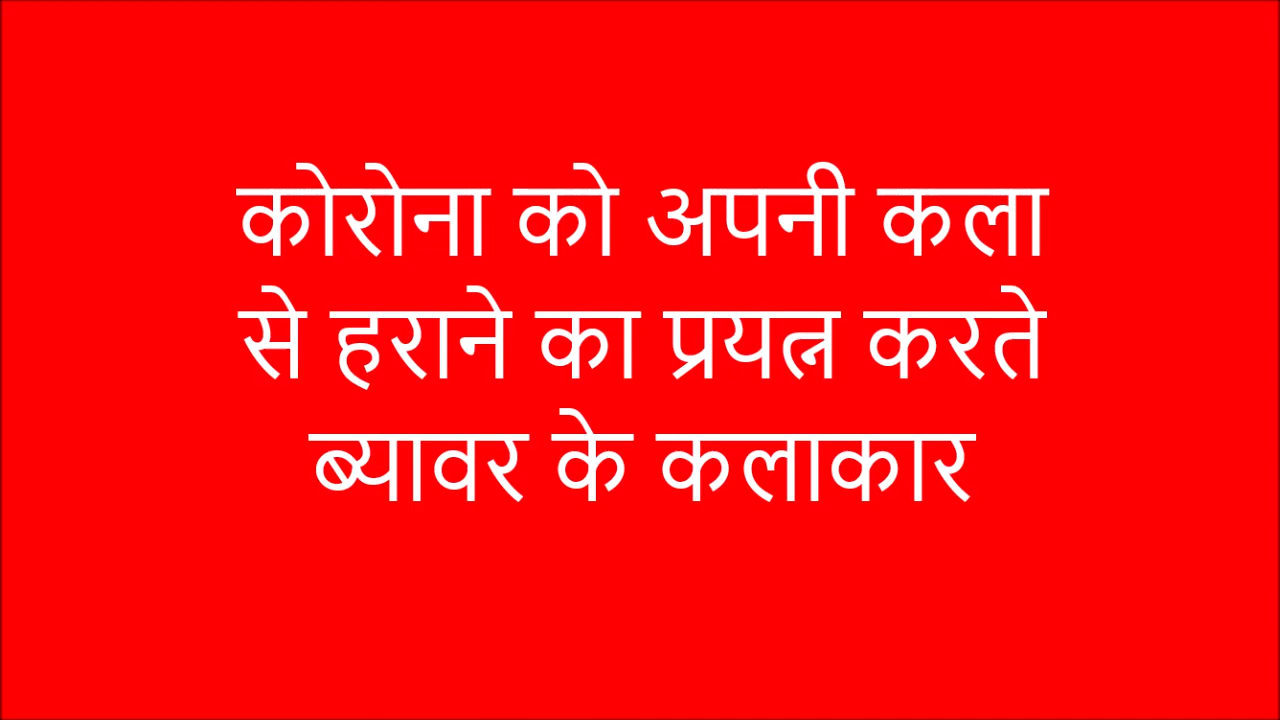 कोरोना को अपनी कला
से हराने का प्रयत्न करते
ब्यावर के कलाकार